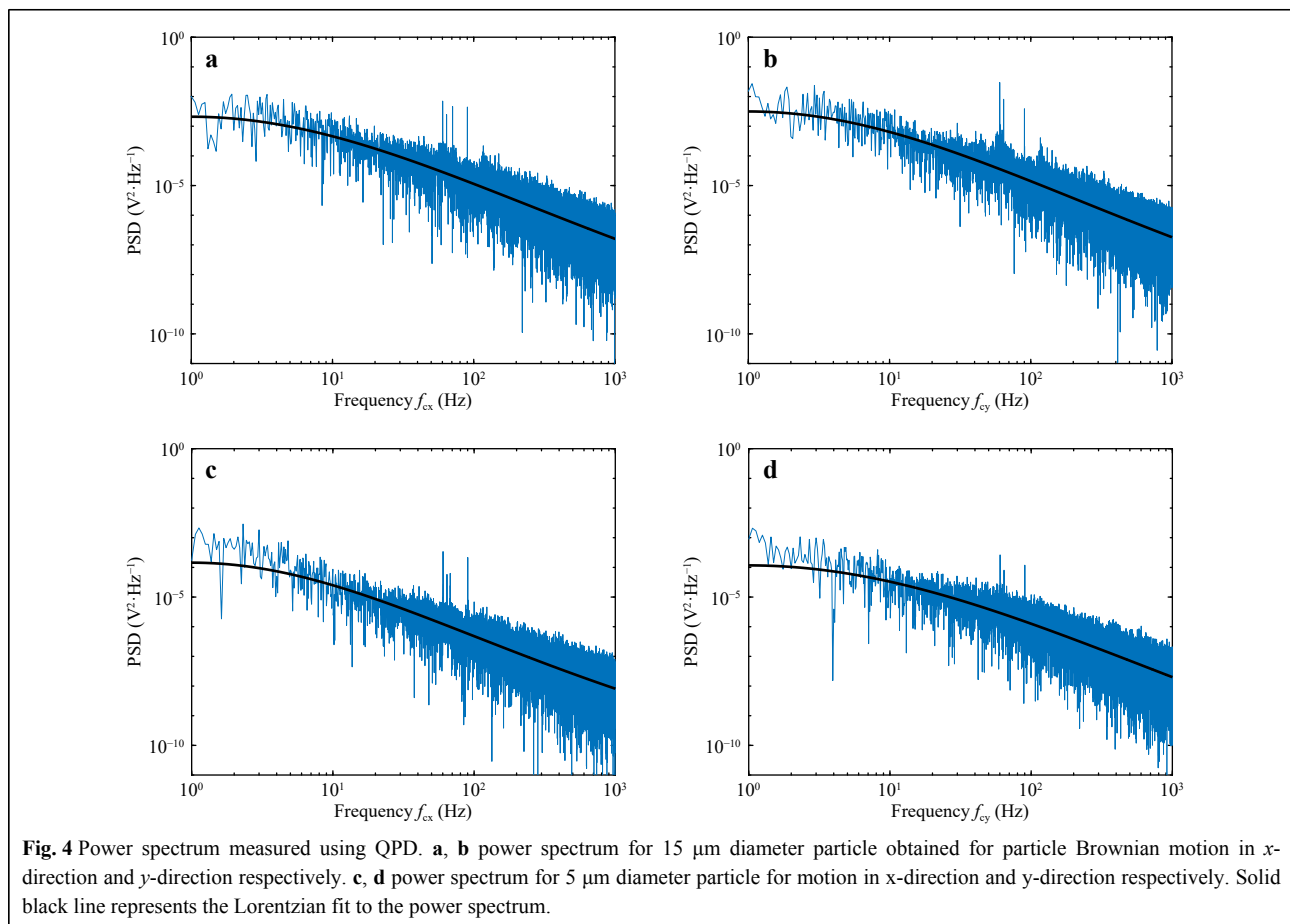 a
10⁰
10⁻⁵
10⁻¹⁰
PSD (V²·Hz⁻¹)
10⁰ 10¹ 10² 10³
Frequency f_cx (Hz)
b
10⁰
10⁻⁵
10⁻¹⁰
PSD (V²·Hz⁻¹)
10⁰ 10¹ 10² 10³
Frequency f_cy (Hz)
c
10⁰
10⁻⁵
10⁻¹⁰
PSD (V²·Hz⁻¹)
10⁰ 10¹ 10² 10³
Frequency f_cx (Hz)
d
10⁰
10⁻⁵
10⁻¹⁰
PSD (V²·Hz⁻¹)
10⁰ 10¹ 10² 10³
Frequency f_cy (Hz)
Fig. 4 Power spectrum measured using QPD. a, b power spectrum for 15 μm diameter particle obtained for particle Brownian motion in x-
direction and y-direction respectively. c, d power spectrum for 5 μm diameter particle for motion in x-direction and y-direction respectively. Solid
black line represents the Lorentzian fit to the power spectrum.